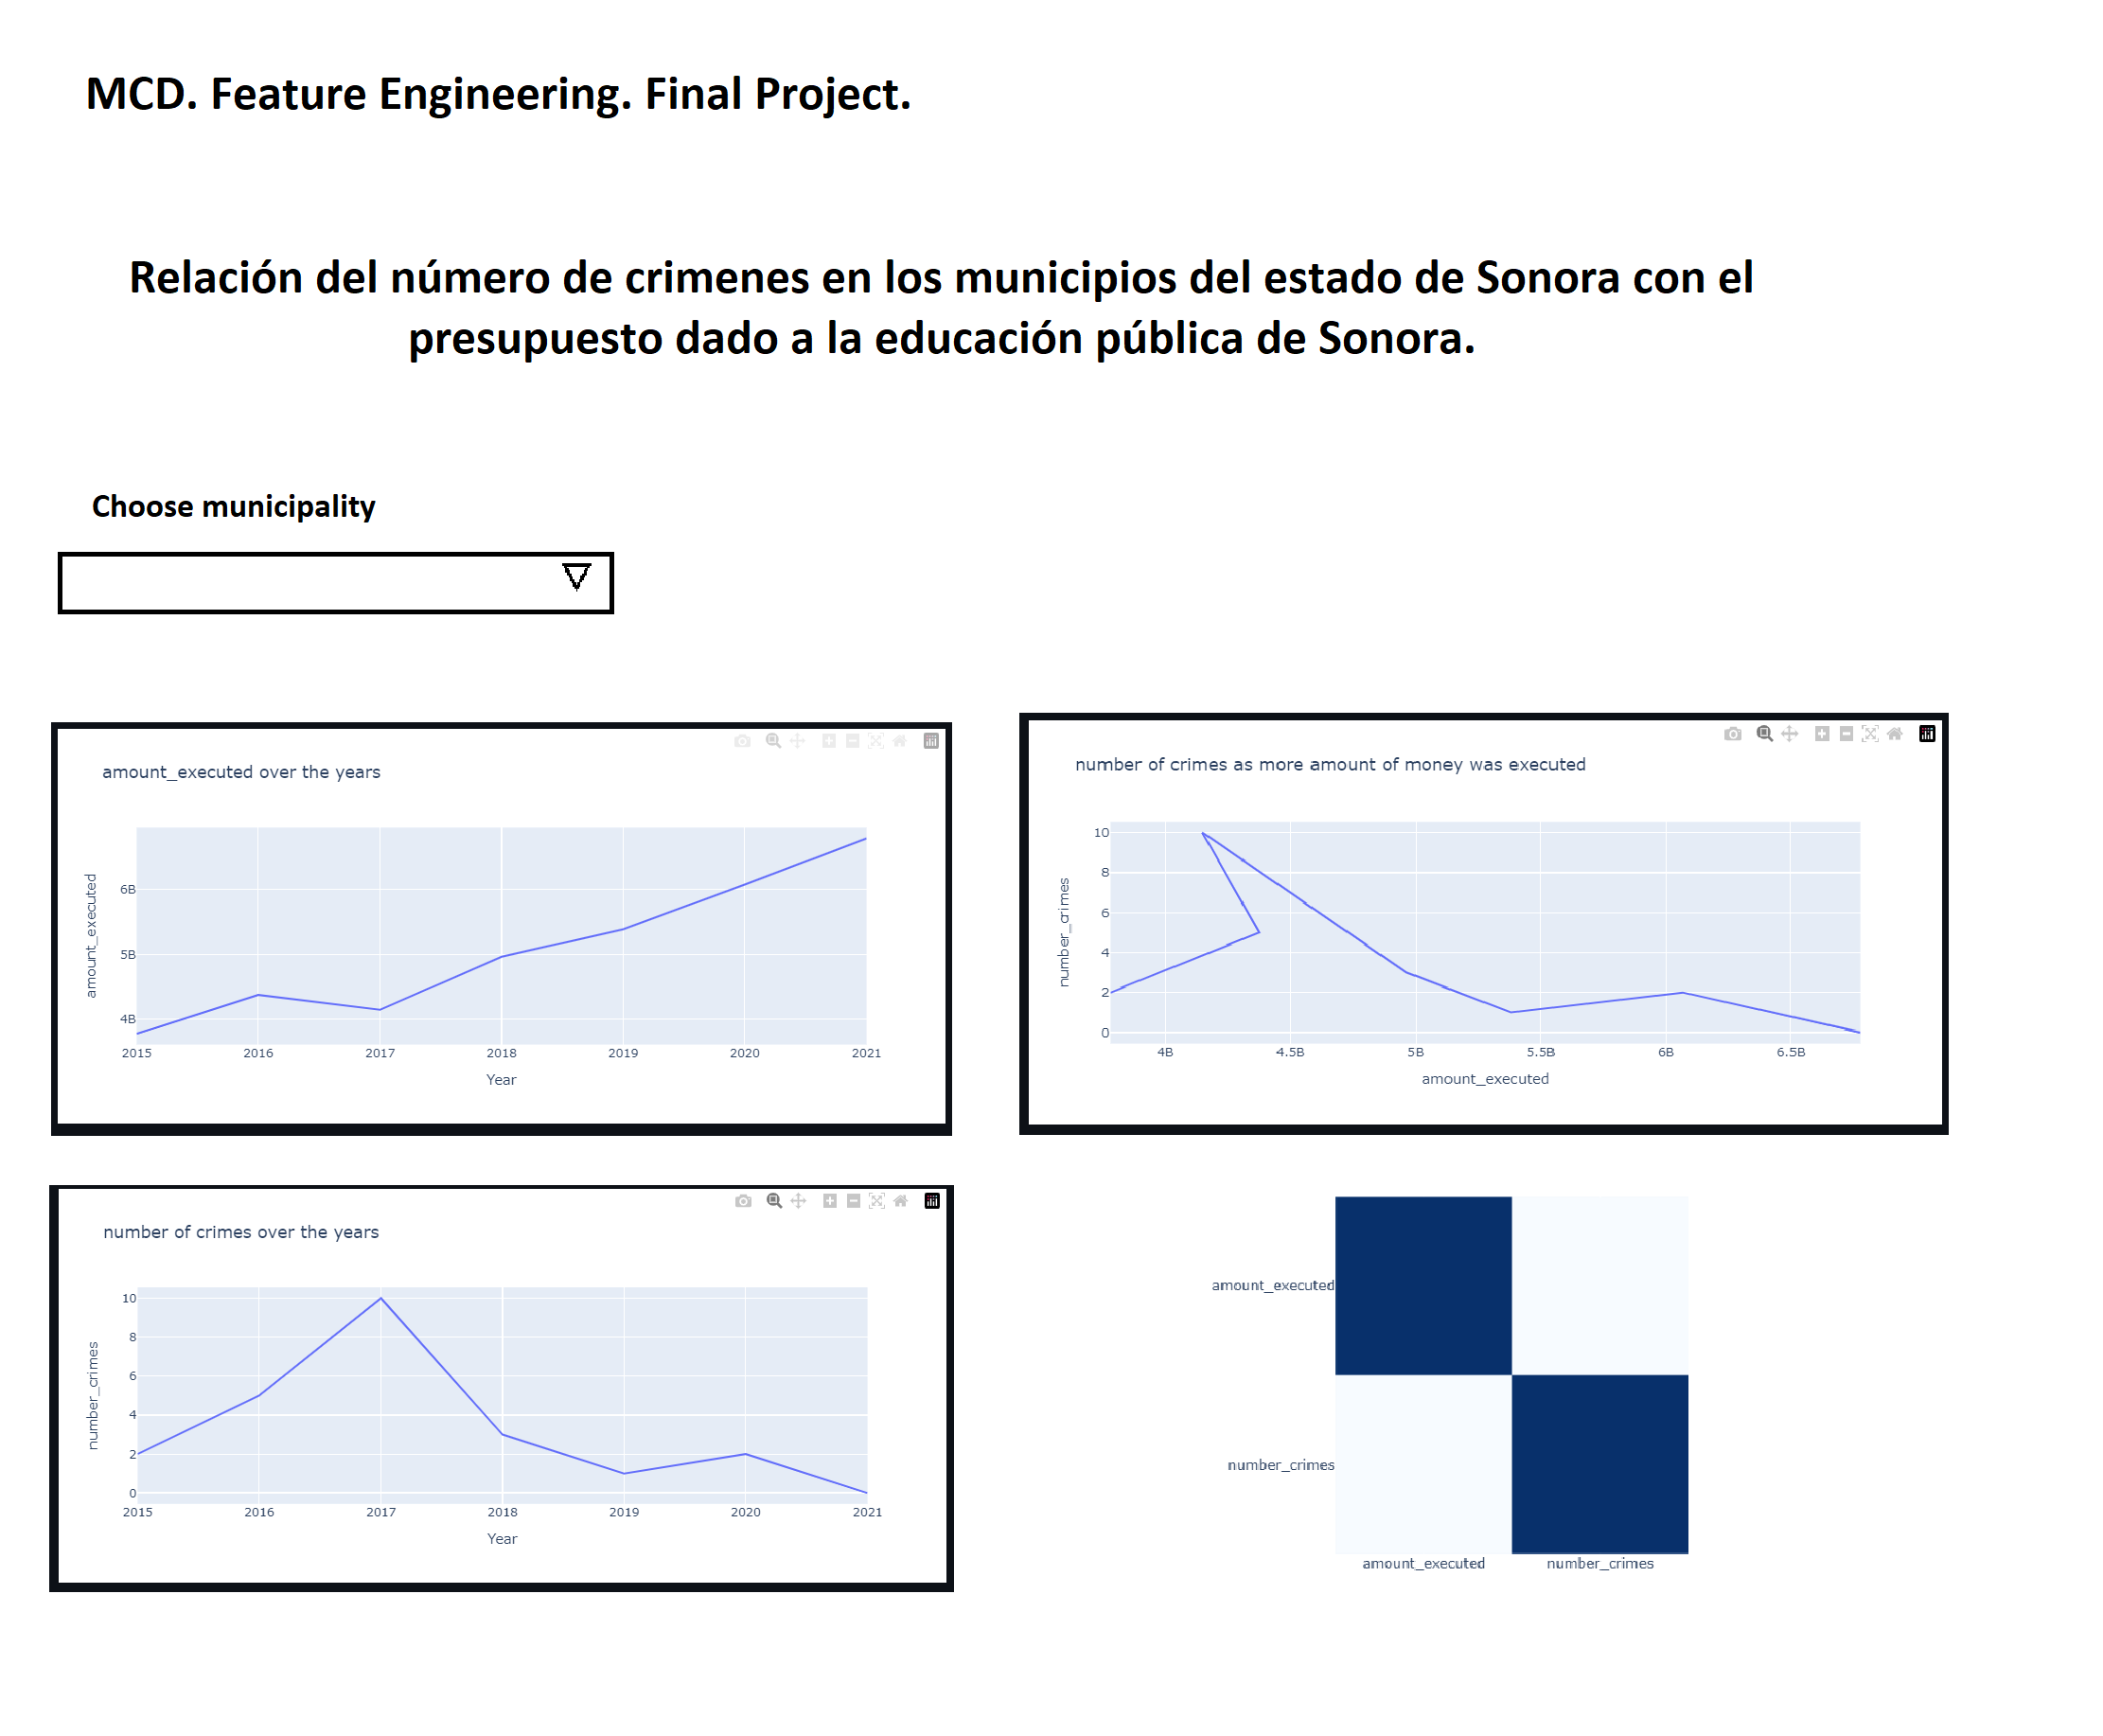 MCD. Feature Engineering. Final Project.
Relación del número de crimenes en los municipios del estado de Sonora con el
presupuesto dado a la educación pública de Sonora.
Choose municipality
amount_executed over the years
amount_executed
6B
5B
4B
2015 2016 2017 2018 2019 2020 2021
Year
number of crimes as more amount of money was executed
number_crimes
10
8
6
4
2
0
4B 4.5B 5B 5.5B 6B 6.5B
amount_executed
number of crimes over the years
number_crimes
10
8
6
4
2
0
2015 2016 2017 2018 2019 2020 2021
Year
amount_executed
number_crimes
amount_executed number_crimes